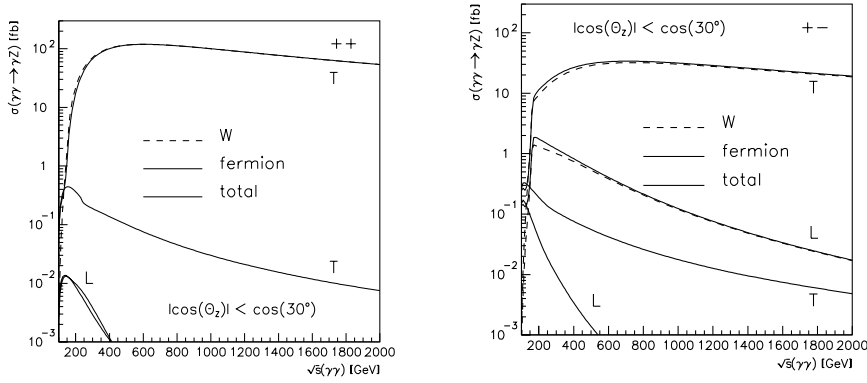 σ(γγ→γZ) [fb]
++
T
W
fermion
total
T
L
|cos(Θ_Z)| < cos(30°)
10²
10
1
10⁻¹
10⁻²
10⁻³
200 400 600 800 1000 1200 1400 1600 1800 2000
√s(γγ) [GeV]
σ(γγ→γZ) [fb]
|cos(Θ_Z)| < cos(30°)
+−
T
W
fermion
total
L
T
L
10²
10
1
10⁻¹
10⁻²
10⁻³
200 400 600 800 1000 1200 1400 1600 1800 2000
√s(γγ) [GeV]